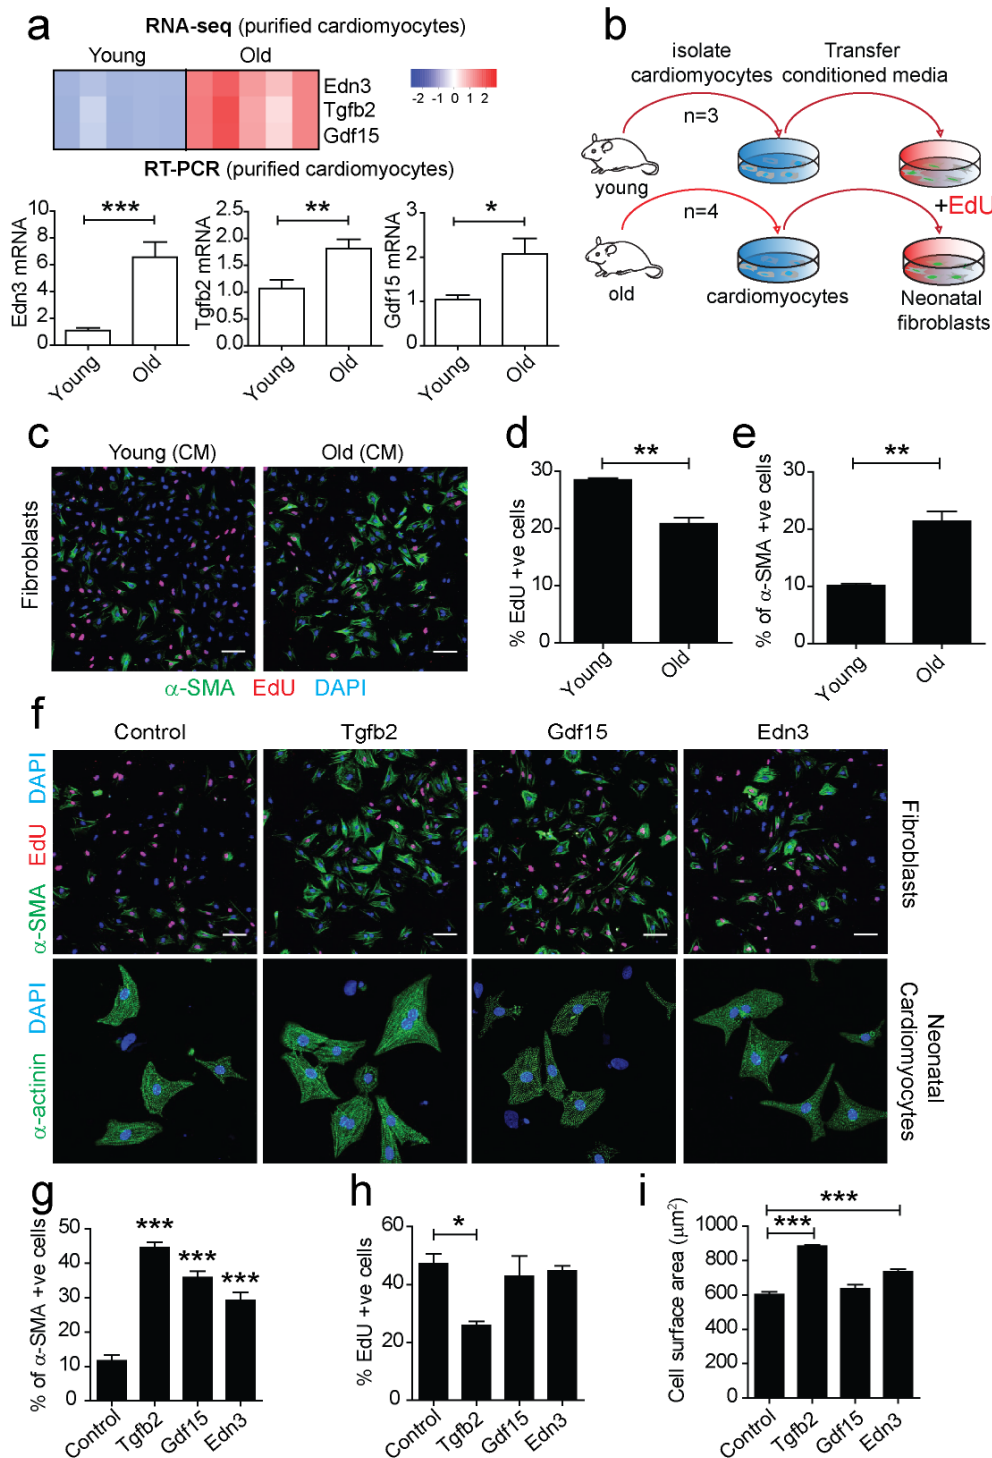 a
RNA-seq (purified cardiomyocytes)
Young Old
Edn3
Tgfb2
Gdf15
-2 -1 0 1 2
RT-PCR (purified cardiomyocytes)
Edn3 mRNA
10
8
6
4
2
0
***
Young Old
Tgfb2 mRNA
2.5
2.0
1.5
1.0
0.5
0.0
**
Young Old
Gdf15 mRNA
3
2
1
0
*
Young Old
b
isolate
cardiomyocytes
Transfer
conditioned media
n=3
young
+EdU
n=4
old
cardiomyocytes
Neonatal
fibroblasts
c
Young (CM) Old (CM)
Fibroblasts
α-SMA EdU DAPI
d
% EdU +ve cells
30
20
10
0
**
Young Old
e
% of α-SMA +ve cells
30
20
10
0
**
Young Old
f
Control Tgfb2 Gdf15 Edn3
α-SMA EdU DAPI
Fibroblasts
α-actinin DAPI
Neonatal
Cardiomyocytes
g
% of α-SMA +ve cells
50
40
30
20
10
0
*** *** ***
Control Tgfb2 Gdf15 Edn3
h
% EdU +ve cells
60
40
20
0
*
Control Tgfb2 Gdf15 Edn3
i
Cell surface area (µm²)
1000
800
600
400
200
0
***
***
Control Tgfb2 Gdf15 Edn3